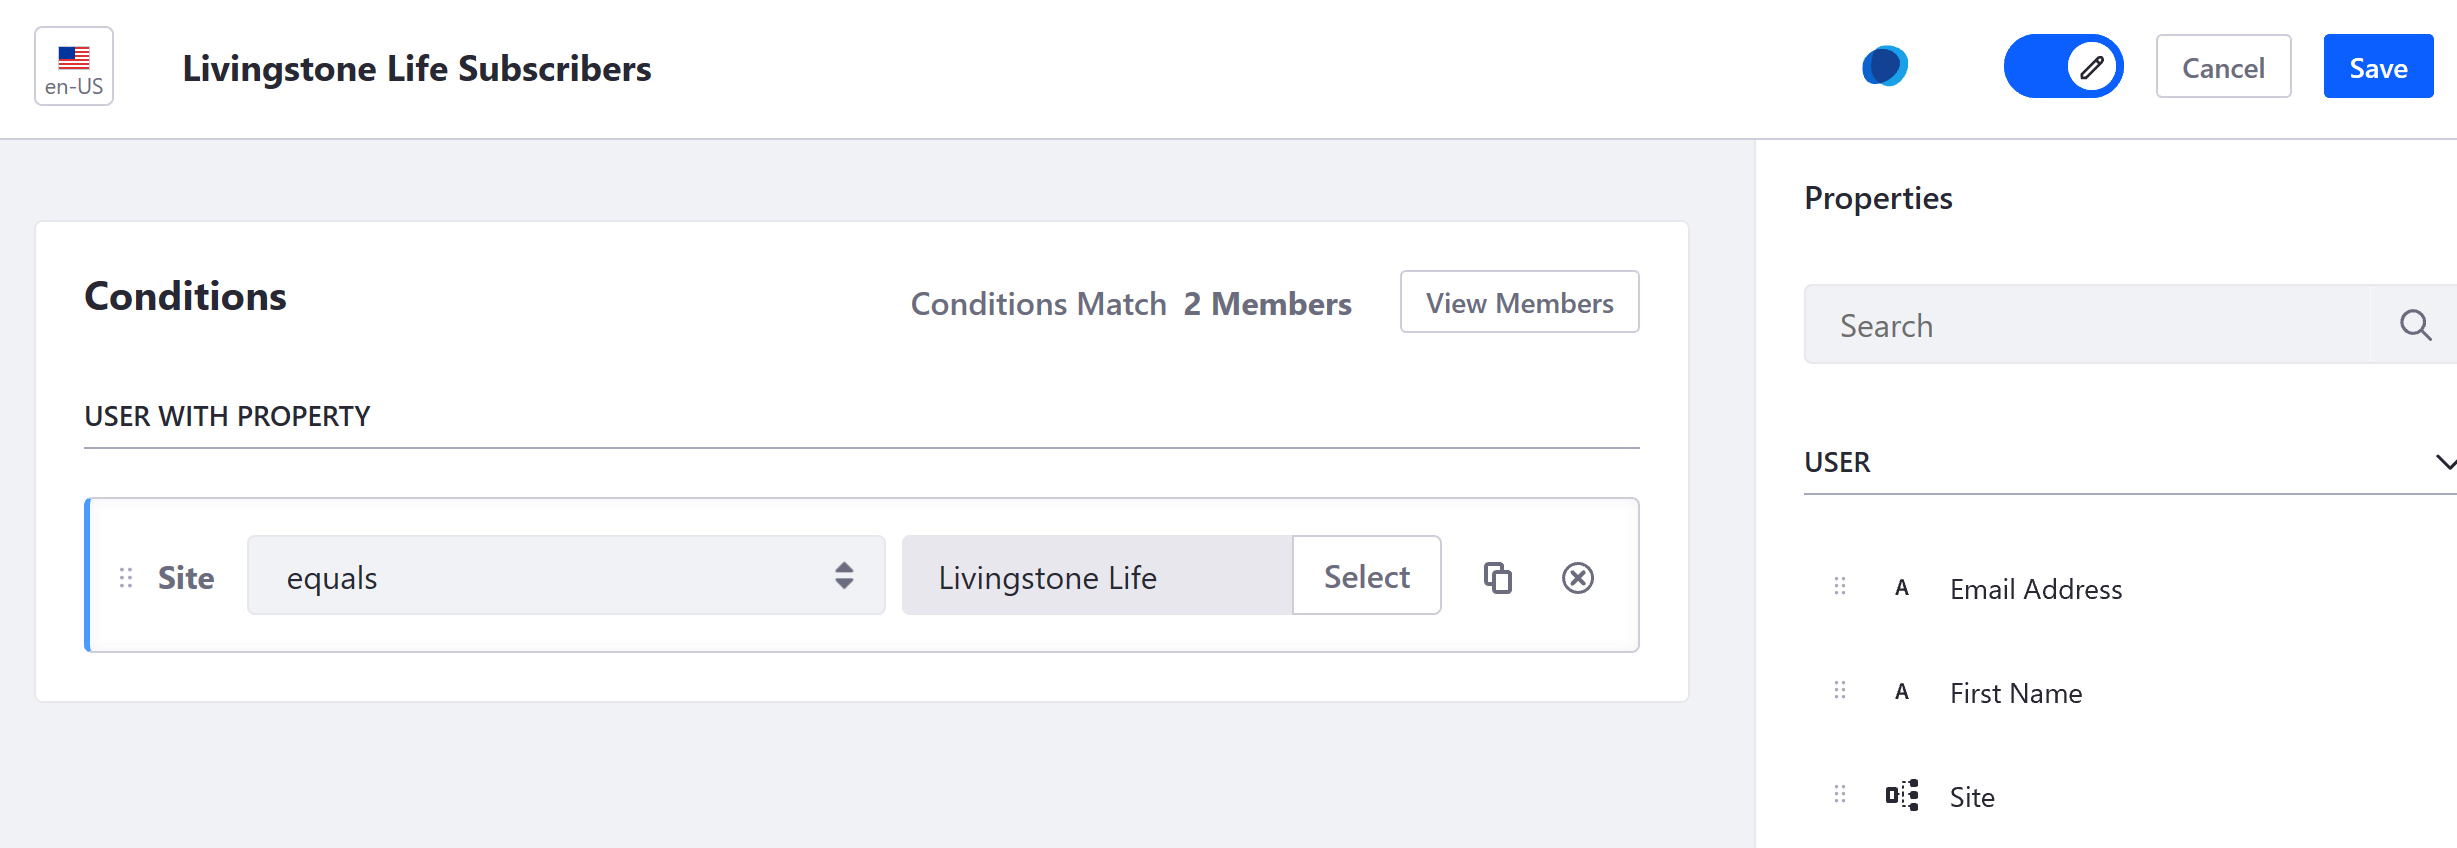 en-US
Livingstone Life Subscribers
Cancel
Save
Conditions
Conditions Match 2 Members
View Members
USER WITH PROPERTY
Site
equals
Livingstone Life
Select
Properties
Search
USER
A Email Address
A First Name
Site